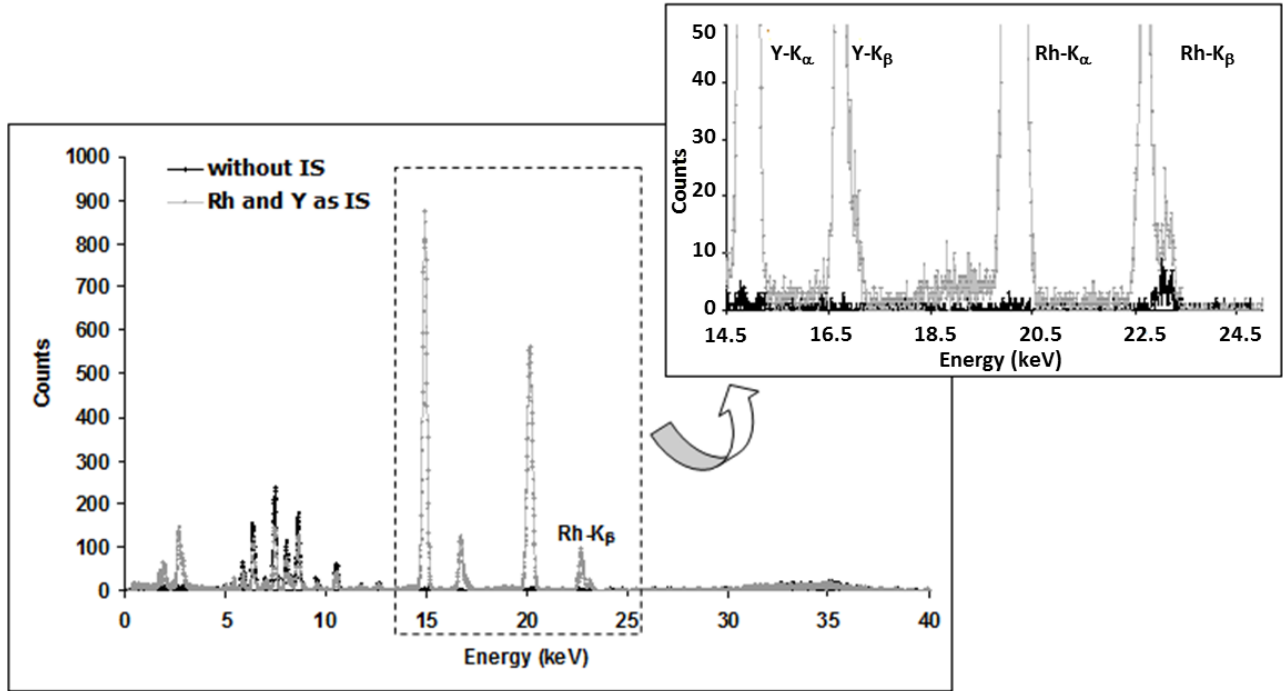 50
40
30
20
10
0
Counts
Y-Kα
Y-Kβ
Rh-Kα
Rh-Kβ
14.5 16.5 18.5 20.5 22.5 24.5
Energy (keV)
1000
900
800
700
600
500
400
300
200
100
0
Counts
without IS
Rh and Y as IS
Rh-Kβ
0 5 10 15 20 25 30 35 40
Energy (keV)